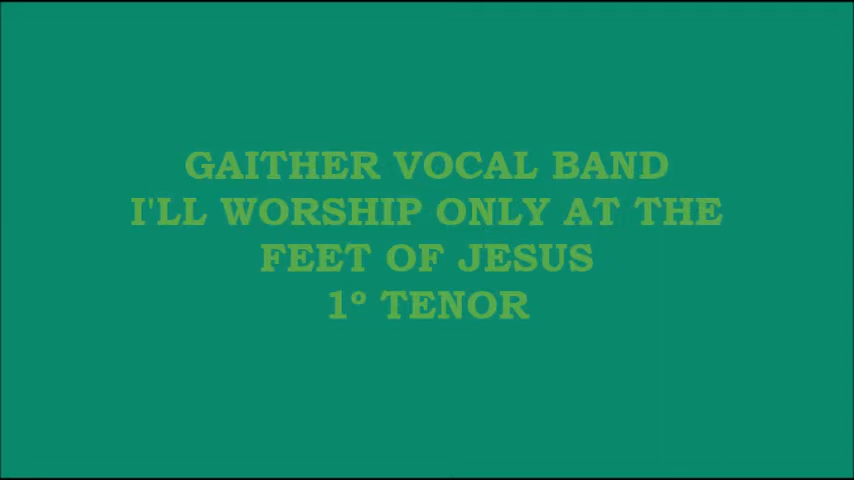 GAITHER VOCAL BAND
I'LL WORSHIP ONLY AT THE
FEET OF JESUS
1º TENOR